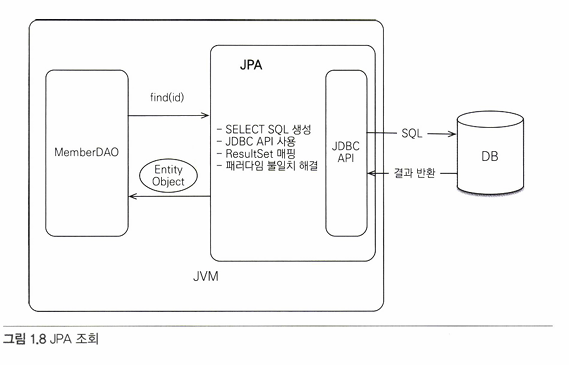 JPA
find(id)
MemberDAO
- SELECT SQL 생성
- JDBC API 사용
- ResultSet 매핑
- 패러다임 불일치 해결
JDBC
API
SQL
결과 반환
DB
Entity
Object
JVM
그림 1.8 JPA 조회